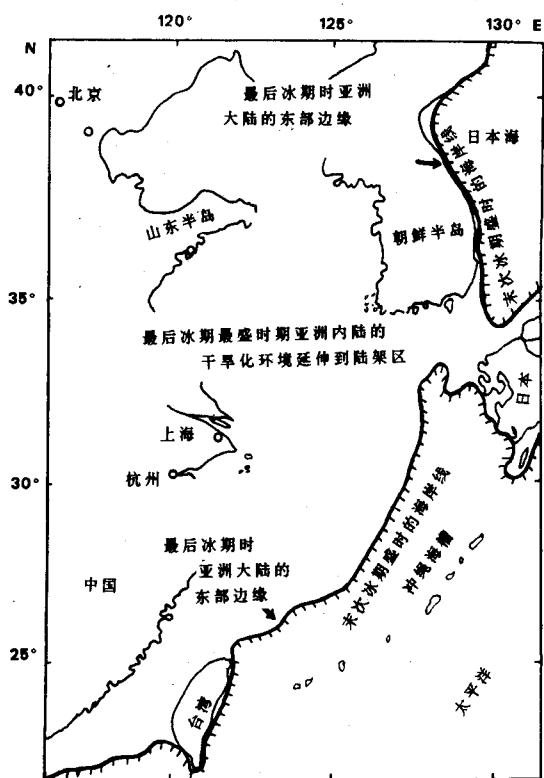 120°
125°
130° E
N
40°
35°
30°
25°
北京
最后冰期时亚洲
大陆的东部边缘
日本海
末次冰期盛时的海岸线
山东半岛
朝鲜半岛
最后冰期最盛时期亚洲内陆的
干旱化环境延伸到陆架区
日本
上海
杭州
末次冰期盛时的海岸线
冲绳海槽
最后冰期时
亚洲大陆的
东部边缘
中国
台湾
太平洋